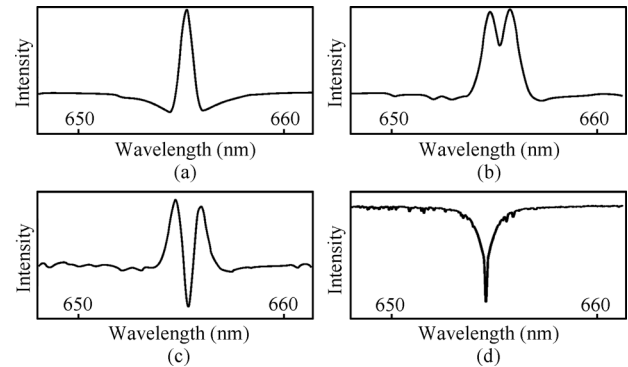 Intensity
650 660
Wavelength (nm)
(a)
Intensity
650 660
Wavelength (nm)
(b)
Intensity
650 660
Wavelength (nm)
(c)
Intensity
650 660
Wavelength (nm)
(d)